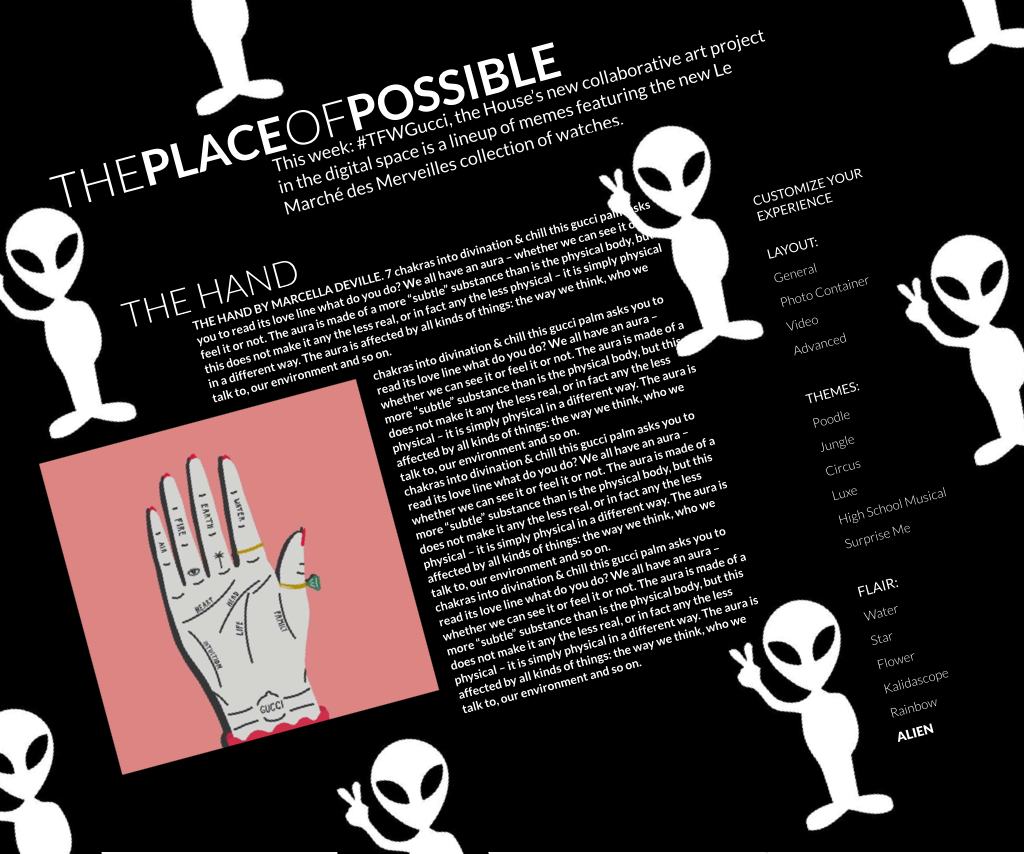 THEPLACEOFPOSSIBLE
This week: #TFWGucci, the House's new collaborative art project
in the digital space is a lineup of memes featuring the new Le
Marché des Merveilles collection of watches.
THE HAND
THE HAND BY MARCELLA DEVILLE. 7 chakras into divination & chill this gucci palm asks
you to read its love line what do you do? We all have an aura – whether we can see it or
feel it or not. The aura is made of a more “subtle” substance than is the physical body, but
this does not make it any the less real, or in fact any the less physical – it is simply physical
in a different way. The aura is affected by all kinds of things: the way we think, who we
talk to, our environment and so on.
chakras into divination & chill this gucci palm asks you to
read its love line what do you do? We all have an aura –
whether we can see it or feel it or not. The aura is made of a
more “subtle” substance than is the physical body, but this
does not make it any the less real, or in fact any the less
physical – it is simply physical in a different way. The aura is
affected by all kinds of things: the way we think, who we
talk to, our environment and so on.
chakras into divination & chill this gucci palm asks you to
read its love line what do you do? We all have an aura –
whether we can see it or feel it or not. The aura is made of a
more “subtle” substance than is the physical body, but this
does not make it any the less real, or in fact any the less
physical – it is simply physical in a different way. The aura is
affected by all kinds of things: the way we think, who we
talk to, our environment and so on.
chakras into divination & chill this gucci palm asks you to
read its love line what do you do? We all have an aura –
whether we can see it or feel it or not. The aura is made of a
more “subtle” substance than is the physical body, but this
does not make it any the less real, or in fact any the less
physical – it is simply physical in a different way. The aura is
affected by all kinds of things: the way we think, who we
talk to, our environment and so on.
AIR
FIRE
EARTH
WATER
HEART
HEAD
LIFE
FAMILY
INTUITION
GUCCI
CUSTOMIZE YOUR
EXPERIENCE
LAYOUT:
General
Photo Container
Video
Advanced
THEMES:
Poodle
Jungle
Circus
Luxe
High School Musical
Surprise Me
FLAIR:
Water
Star
Flower
Kalidascope
Rainbow
ALIEN